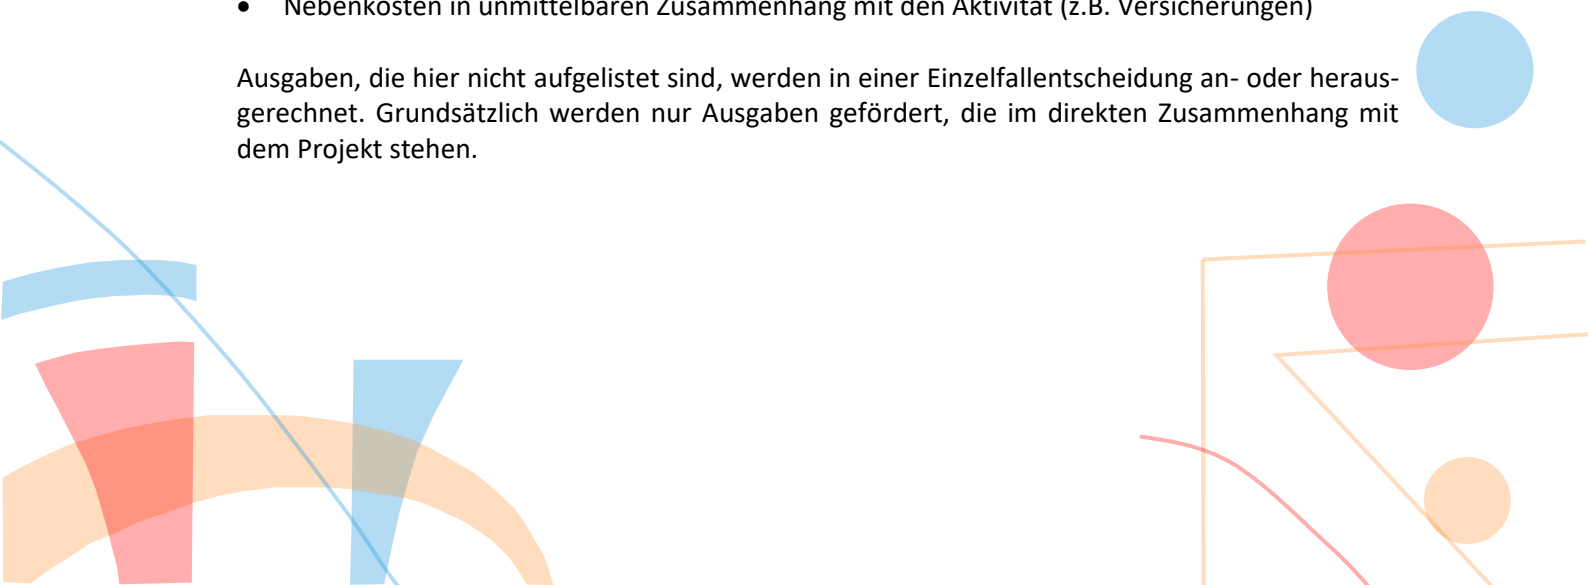 • Nebenkosten in unmittelbaren Zusammenhang mit den Aktivität (z.B. Versicherungen)
Ausgaben, die hier nicht aufgelistet sind, werden in einer Einzelfallentscheidung an- oder heraus-
gerechnet. Grundsätzlich werden nur Ausgaben gefördert, die im direkten Zusammenhang mit
dem Projekt stehen.